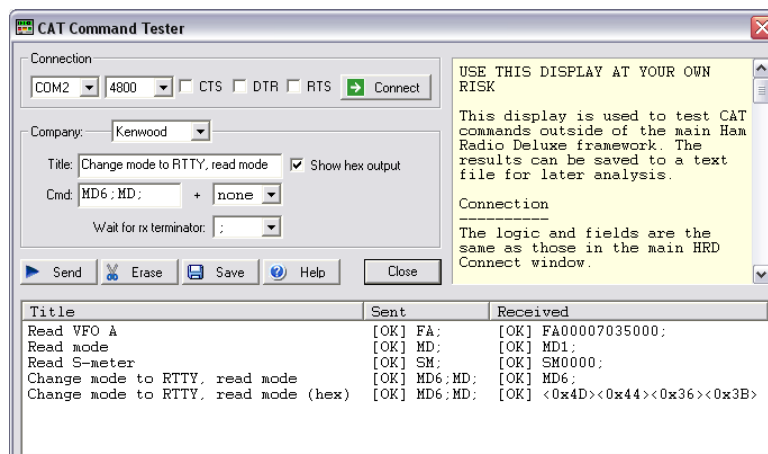 CAT Command Tester
Connection
COM2 4800 CTS DTR RTS Connect
Company: Kenwood
Title: Change mode to RTTY, read mode Show hex output
Cmd: MD6;MD; + none
Wait for rx terminator: ;
Send Erase Save Help Close
USE THIS DISPLAY AT YOUR OWN
RISK
This display is used to test CAT
commands outside of the main Ham
Radio Deluxe framework. The
results can be saved to a text
file for later analysis.
Connection
----------
The logic and fields are the
same as those in the main HRD
Connect window.
Title Sent Received
Read VFO A [OK] FA; [OK] FA00007035000;
Read mode [OK] MD; [OK] MD1;
Read S-meter [OK] SM; [OK] SM0000;
Change mode to RTTY, read mode [OK] MD6;MD; [OK] MD6;
Change mode to RTTY, read mode (hex) [OK] MD6;MD; [OK] <0x4D><0x44><0x36><0x3B>